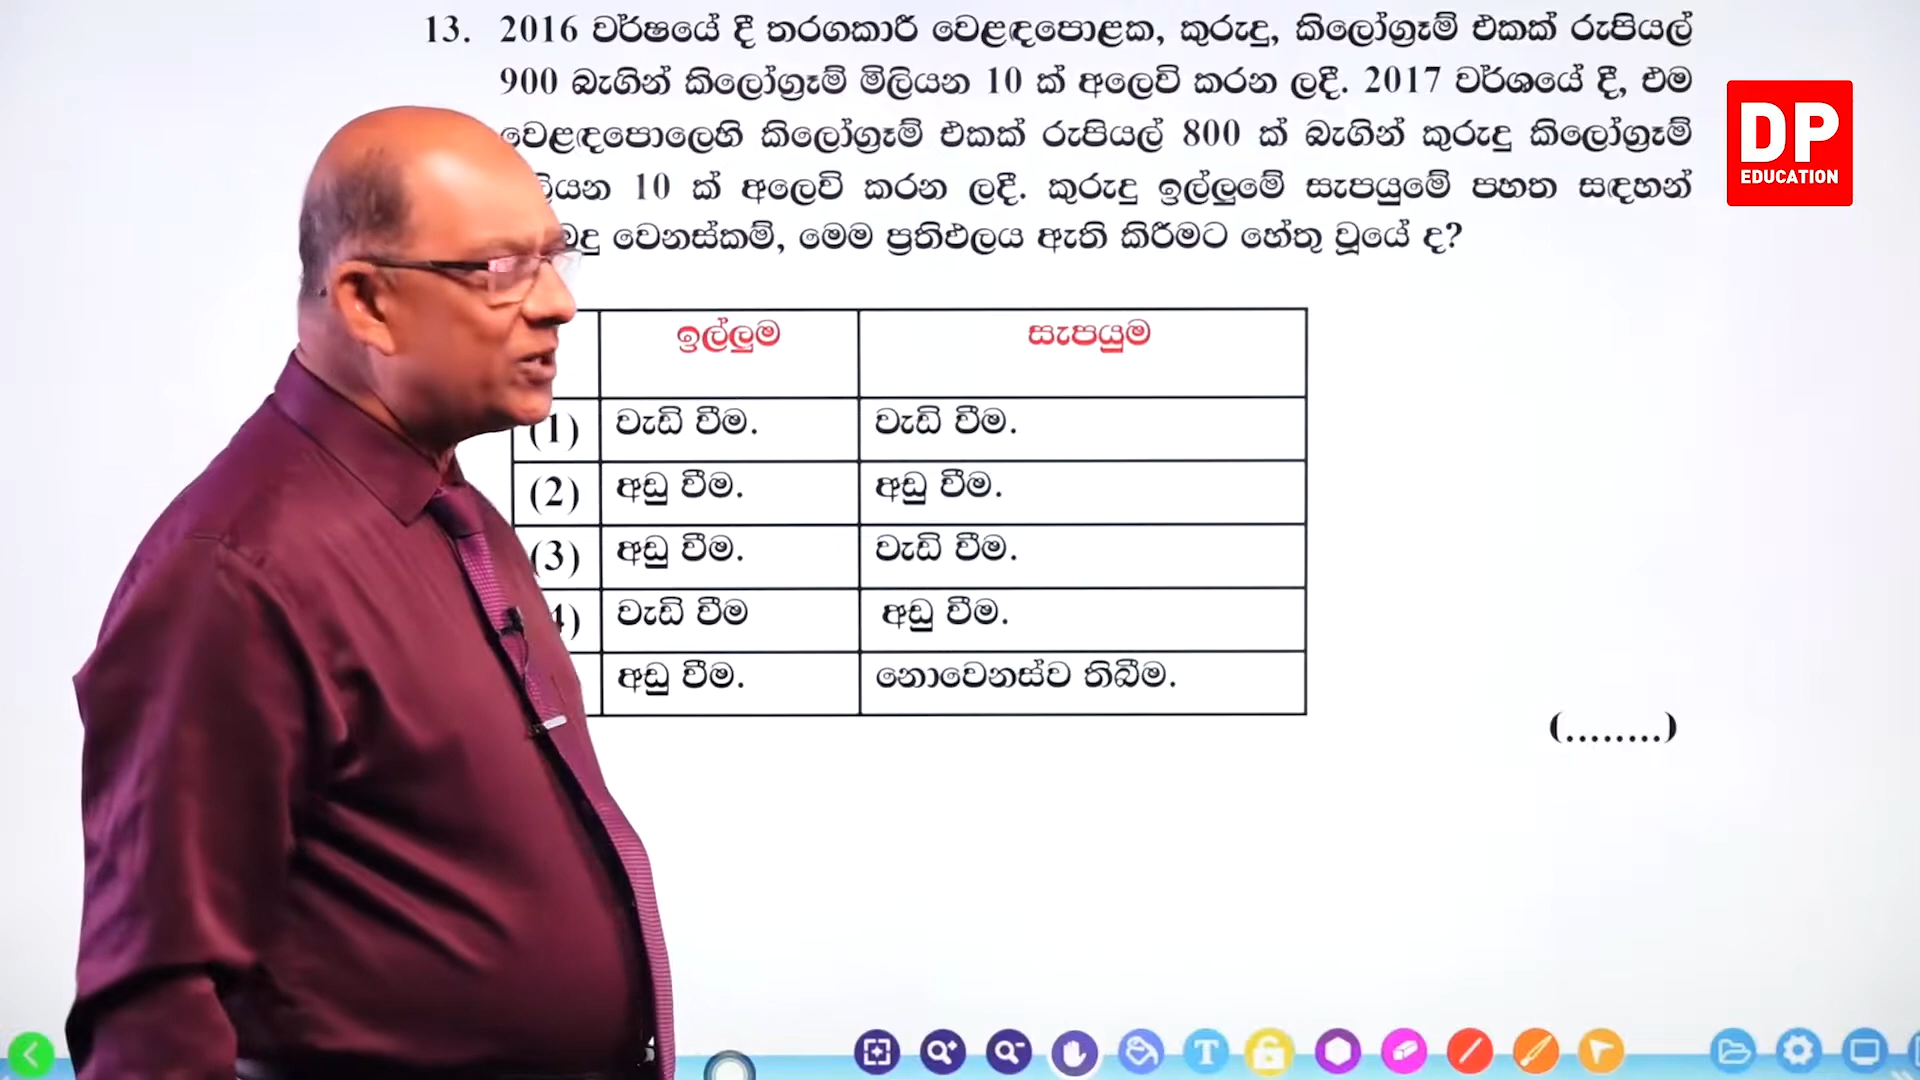 13. 2016 වර්ෂයේ දී තරගකාරී වෙළඳපොළක, කුරුඳු, කිලෝග්‍රෑම් එකක් රුපියල්
900 බැගින් කිලෝග්‍රෑම් මිලියන 10 ක් අලෙවි කරන ලදී. 2017 වර්ශයේ දී, එම
වෙළඳපොලෙහි කිලෝග්‍රෑම් එකක් රුපියල් 800 ක් බැගින් කුරුඳු කිලෝග්‍රෑම්
10 ක් අලෙවි කරන ලදී. කුරුඳු ඉල්ලුමේ සැපයුමේ පහත සඳහන්
වෙනස්කම්, මෙම ප්‍රතිඵලය ඇති කිරීමට හේතු වූයේ ද?
DP
EDUCATION
ඉල්ලුම සැපයුම
(1) වැඩි වීම. වැඩි වීම.
(2) අඩු වීම. අඩු වීම.
(3) අඩු වීම. වැඩි වීම.
වැඩි වීම අඩු වීම.
අඩු වීම. නොවෙනස්ව තිබීම.
(........)